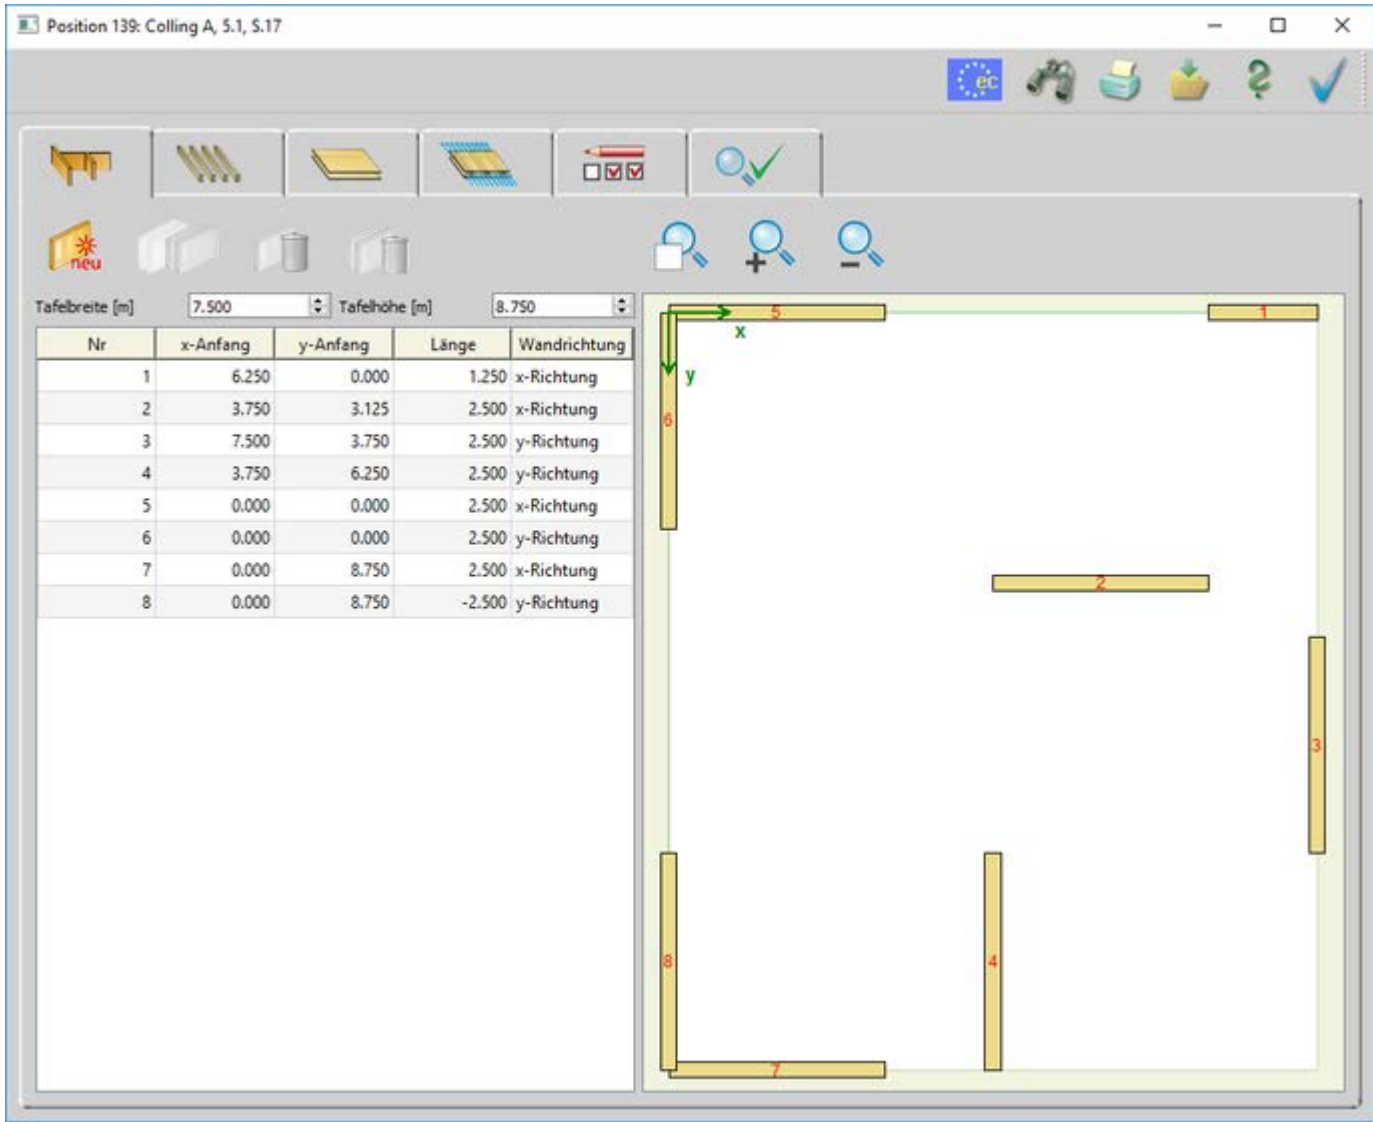 Position 139: Colling A, 5.1, S.17
ec
neu
Tafelbreite [m] 7.500 Tafelhöhe [m] 8.750
Nr x-Anfang y-Anfang Länge Wandrichtung
1 6.250 0.000 1.250 x-Richtung
2 3.750 3.125 2.500 x-Richtung
3 7.500 3.750 2.500 y-Richtung
4 3.750 6.250 2.500 y-Richtung
5 0.000 0.000 2.500 x-Richtung
6 0.000 0.000 2.500 y-Richtung
7 0.000 8.750 2.500 x-Richtung
8 0.000 8.750 -2.500 y-Richtung
5 1
x
y
6
2
3
8 4
7